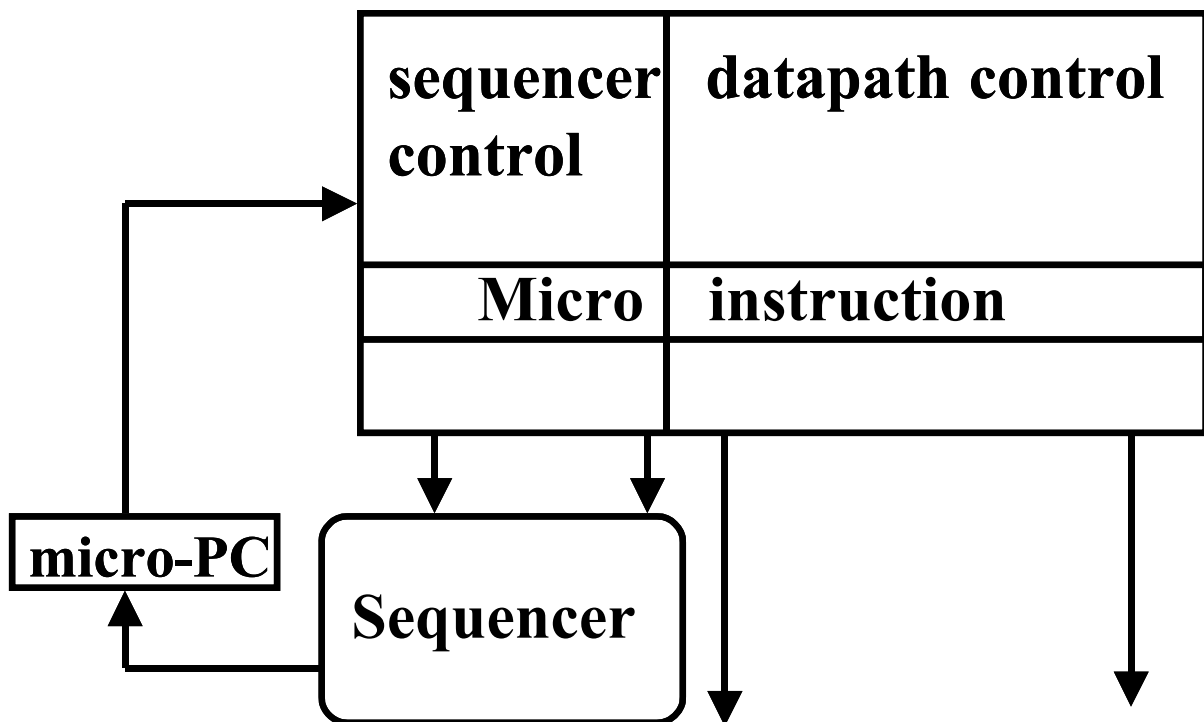 sequencer datapath control
control
Micro instruction
micro-PC
Sequencer